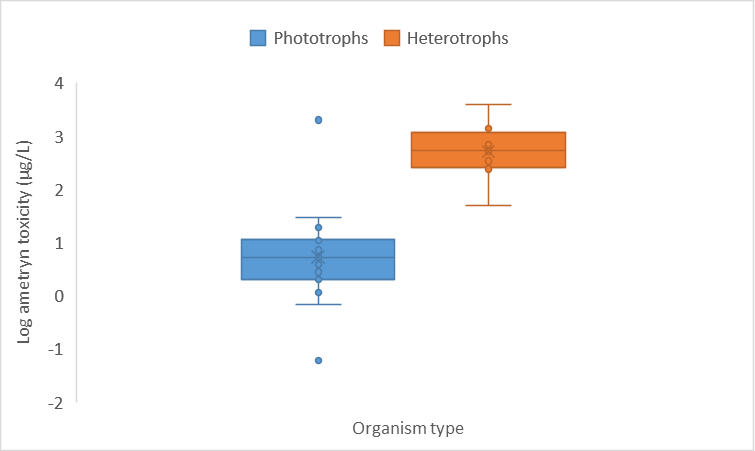 Phototrophs Heterotrophs
4
3
2
1
0
-1
-2
Log ametryn toxicity (µg/L)
Organism type